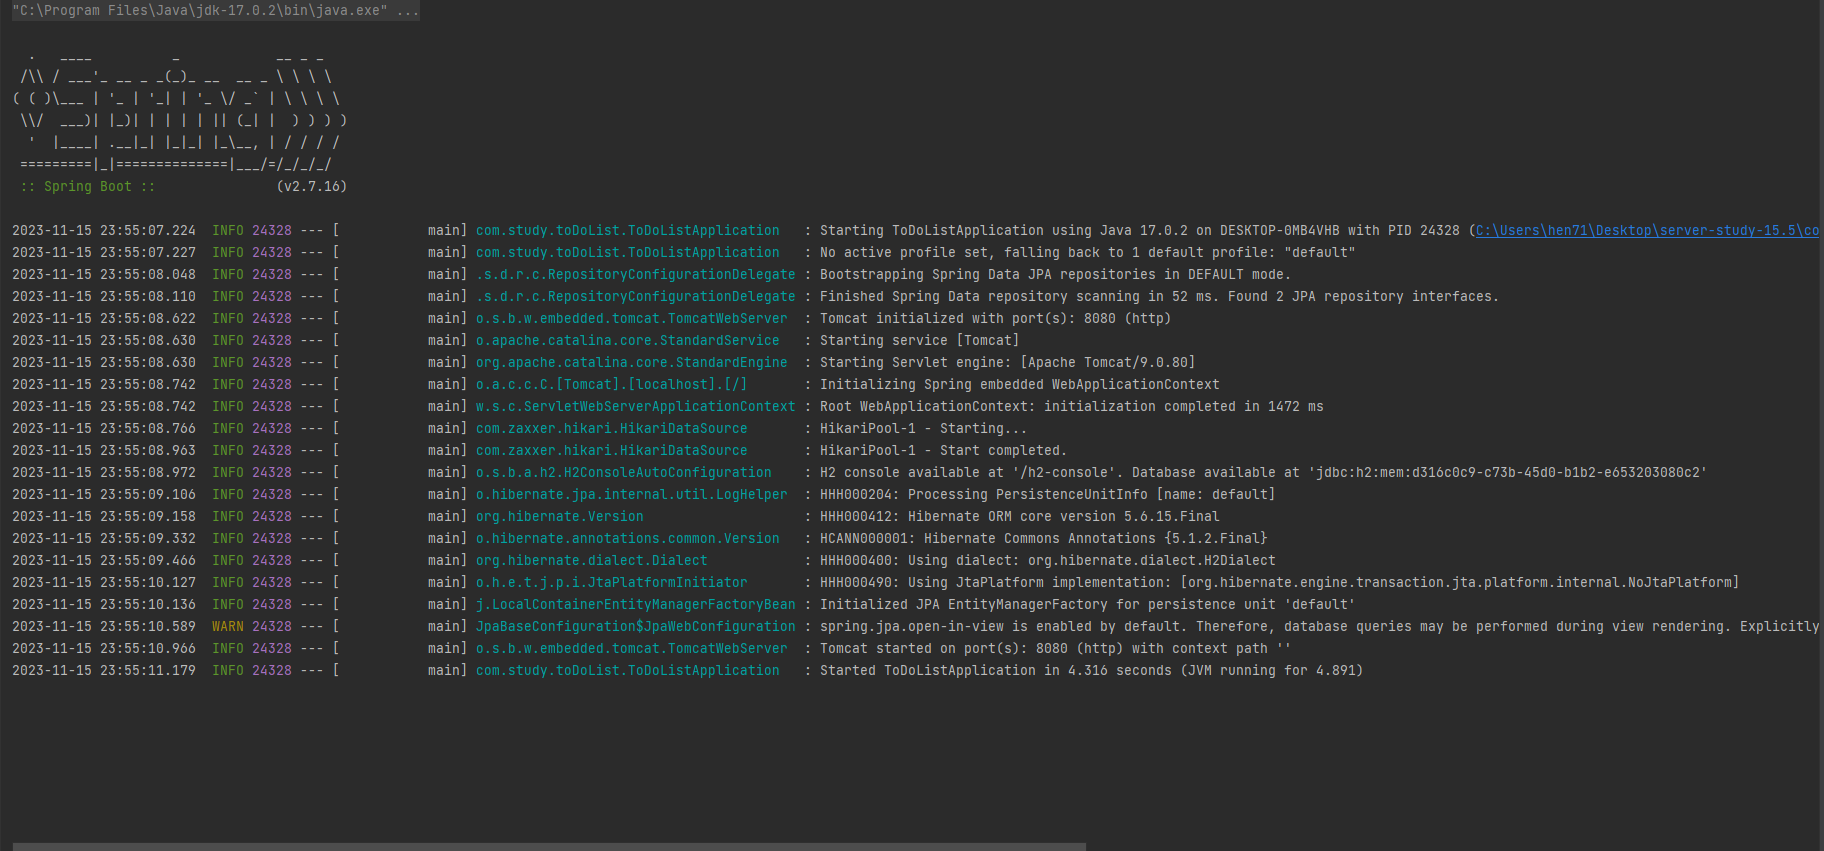 "C:\Program Files\Java\jdk-17.0.2\bin\java.exe" ...

  .   ____          _            __ _ _
 /\\ / ___'_ __ _ _(_)_ __  __ _ \ \ \ \
( ( )\___ | '_ | '_| | '_ \/ _` | \ \ \ \
 \\/  ___)| |_)| | | | | || (_| |  ) ) ) )
  '  |____| .__|_| |_|_| |_\__, | / / / /
 =========|_|==============|___/=/_/_/_/
 :: Spring Boot ::               (v2.7.16)

2023-11-15 23:55:07.224  INFO 24328 --- [           main] com.study.toDoList.ToDoListApplication   : Starting ToDoListApplication using Java 17.0.2 on DESKTOP-0MB4VHB with PID 24328 (C:\Users\hen71\Desktop\server-study-15.5\co
2023-11-15 23:55:07.227  INFO 24328 --- [           main] com.study.toDoList.ToDoListApplication   : No active profile set, falling back to 1 default profile: "default"
2023-11-15 23:55:08.048  INFO 24328 --- [           main] .s.d.r.c.RepositoryConfigurationDelegate : Bootstrapping Spring Data JPA repositories in DEFAULT mode.
2023-11-15 23:55:08.110  INFO 24328 --- [           main] .s.d.r.c.RepositoryConfigurationDelegate : Finished Spring Data repository scanning in 52 ms. Found 2 JPA repository interfaces.
2023-11-15 23:55:08.622  INFO 24328 --- [           main] o.s.b.w.embedded.tomcat.TomcatWebServer  : Tomcat initialized with port(s): 8080 (http)
2023-11-15 23:55:08.630  INFO 24328 --- [           main] o.apache.catalina.core.StandardService   : Starting service [Tomcat]
2023-11-15 23:55:08.630  INFO 24328 --- [           main] org.apache.catalina.core.StandardEngine  : Starting Servlet engine: [Apache Tomcat/9.0.80]
2023-11-15 23:55:08.742  INFO 24328 --- [           main] o.a.c.c.C.[Tomcat].[localhost].[/]       : Initializing Spring embedded WebApplicationContext
2023-11-15 23:55:08.742  INFO 24328 --- [           main] w.s.c.ServletWebServerApplicationContext : Root WebApplicationContext: initialization completed in 1472 ms
2023-11-15 23:55:08.766  INFO 24328 --- [           main] com.zaxxer.hikari.HikariDataSource       : HikariPool-1 - Starting...
2023-11-15 23:55:08.963  INFO 24328 --- [           main] com.zaxxer.hikari.HikariDataSource       : HikariPool-1 - Start completed.
2023-11-15 23:55:08.972  INFO 24328 --- [           main] o.s.b.a.h2.H2ConsoleAutoConfiguration    : H2 console available at '/h2-console'. Database available at 'jdbc:h2:mem:d316c0c9-c73b-45d0-b1b2-e653203080c2'
2023-11-15 23:55:09.106  INFO 24328 --- [           main] o.hibernate.jpa.internal.util.LogHelper  : HHH000204: Processing PersistenceUnitInfo [name: default]
2023-11-15 23:55:09.158  INFO 24328 --- [           main] org.hibernate.Version                    : HHH000412: Hibernate ORM core version 5.6.15.Final
2023-11-15 23:55:09.332  INFO 24328 --- [           main] o.hibernate.annotations.common.Version   : HCANN000001: Hibernate Commons Annotations {5.1.2.Final}
2023-11-15 23:55:09.466  INFO 24328 --- [           main] org.hibernate.dialect.Dialect            : HHH000400: Using dialect: org.hibernate.dialect.H2Dialect
2023-11-15 23:55:10.127  INFO 24328 --- [           main] o.h.e.t.j.p.i.JtaPlatformInitiator       : HHH000490: Using JtaPlatform implementation: [org.hibernate.engine.transaction.jta.platform.internal.NoJtaPlatform]
2023-11-15 23:55:10.136  INFO 24328 --- [           main] j.LocalContainerEntityManagerFactoryBean : Initialized JPA EntityManagerFactory for persistence unit 'default'
2023-11-15 23:55:10.589  WARN 24328 --- [           main] JpaBaseConfiguration$JpaWebConfiguration : spring.jpa.open-in-view is enabled by default. Therefore, database queries may be performed during view rendering. Explicitly
2023-11-15 23:55:10.966  INFO 24328 --- [           main] o.s.b.w.embedded.tomcat.TomcatWebServer  : Tomcat started on port(s): 8080 (http) with context path ''
2023-11-15 23:55:11.179  INFO 24328 --- [           main] com.study.toDoList.ToDoListApplication   : Started ToDoListApplication in 4.316 seconds (JVM running for 4.891)